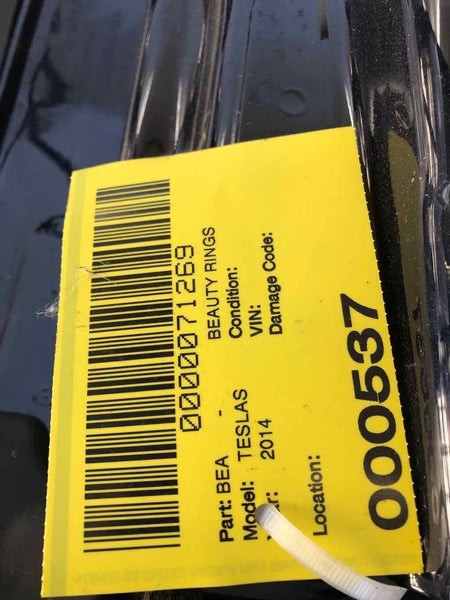 0000071269
Part: BEA - BEAUTY RINGS
Model: TESLAS Condition:
2014 VIN:
Damage Code:
Location:
000537